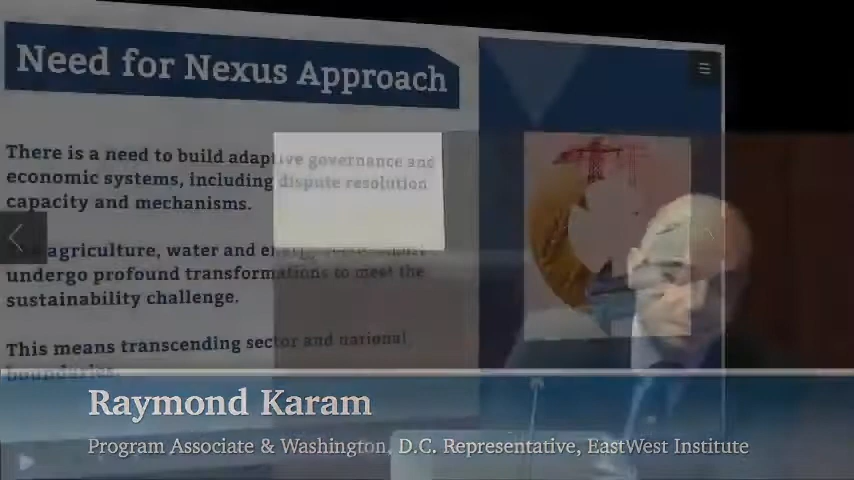 Need for Nexus Approach
There is a need to build adaptive governance and
economic systems, including dispute resolution
capacity and mechanisms.
agriculture, water and
undergo profound transformations to meet the
sustainability challenge.
This means transcending sector and national
boundaries.
Raymond Karam
Program Associate & Washington, D.C. Representative, EastWest Institute